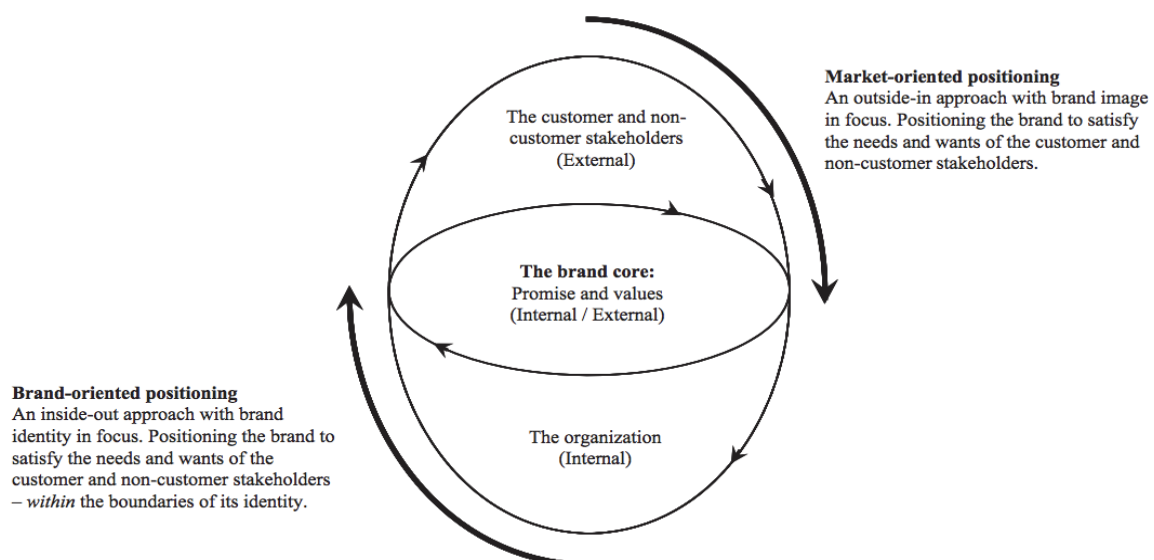 Market-oriented positioning
An outside-in approach with brand image
in focus. Positioning the brand to satisfy
the needs and wants of the customer and
non-customer stakeholders.
The customer and non-
customer stakeholders
(External)
The brand core:
Promise and values
(Internal / External)
Brand-oriented positioning
An inside-out approach with brand
identity in focus. Positioning the brand to
satisfy the needs and wants of the
customer and non-customer stakeholders
– within the boundaries of its identity.
The organization
(Internal)